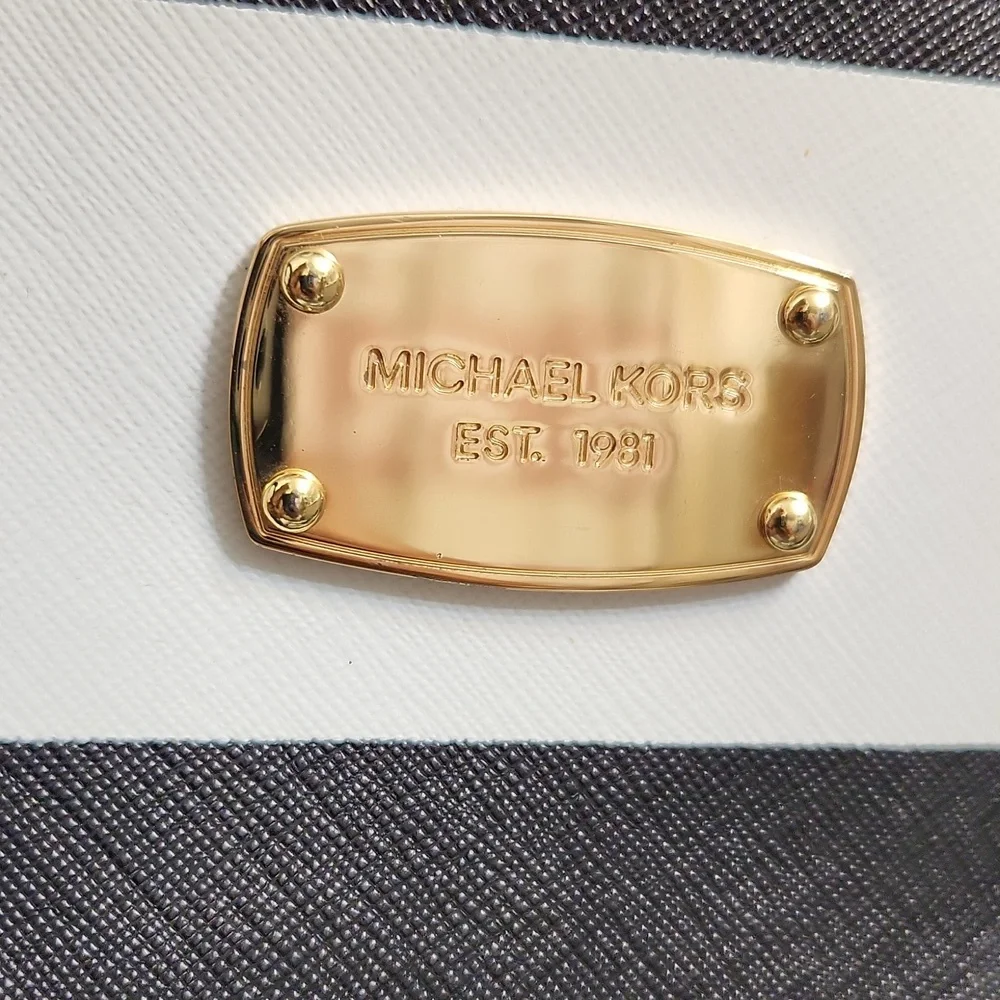 MICHAEL KORS
EST. 1981